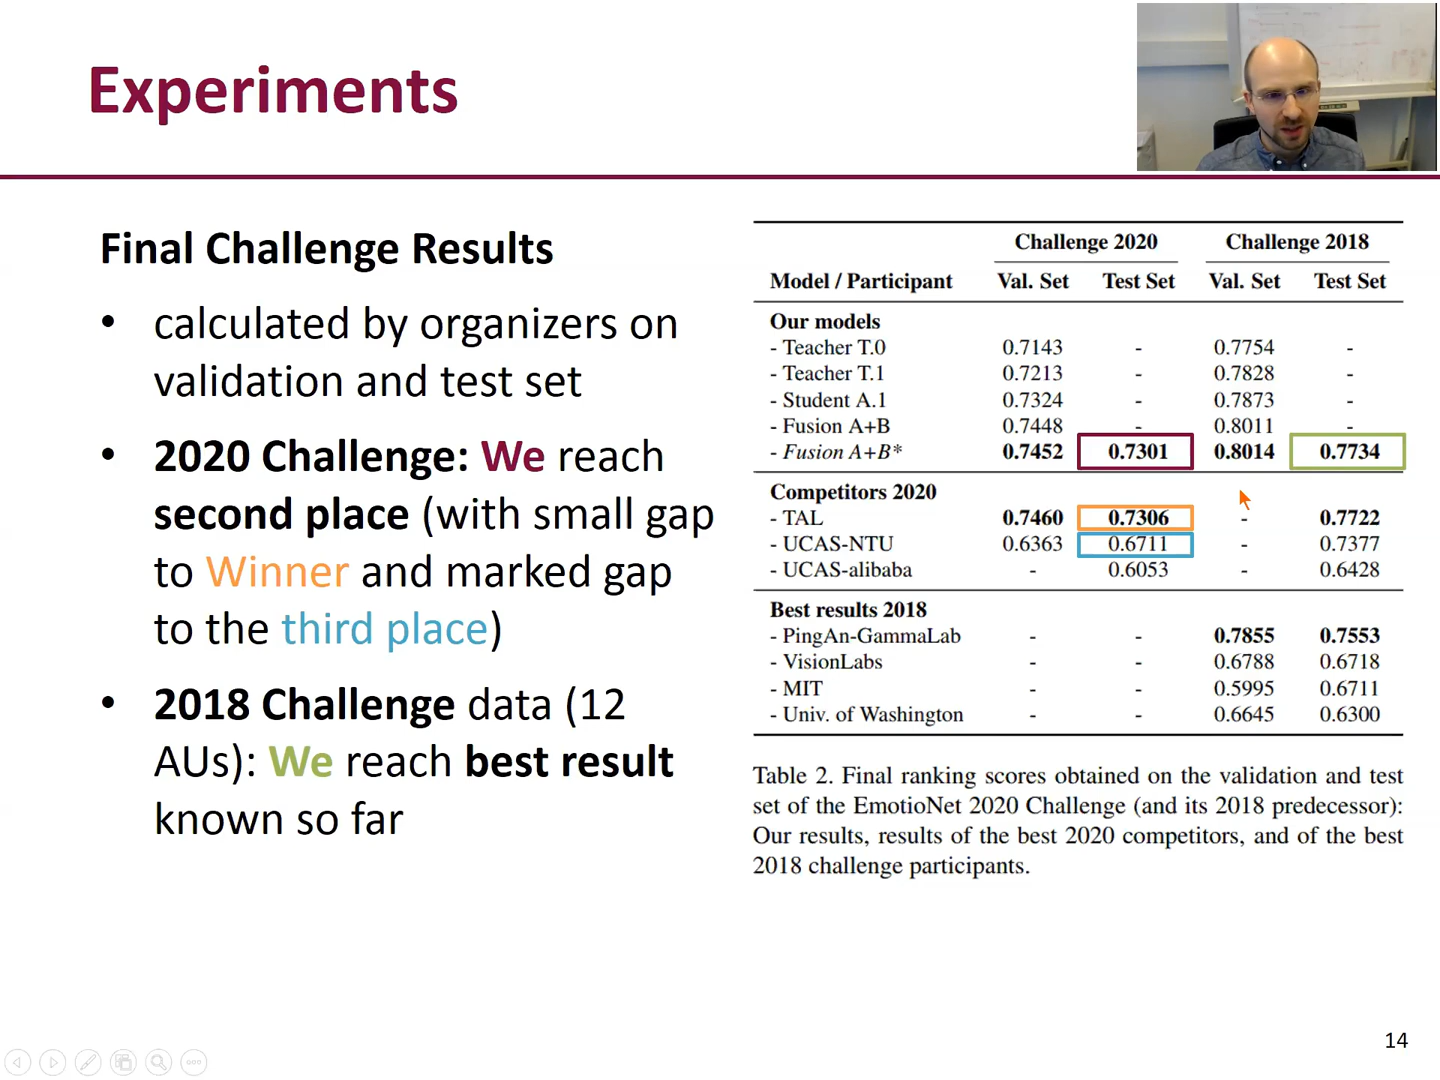 Experiments
Final Challenge Results
• calculated by organizers on
validation and test set
• 2020 Challenge: We reach
second place (with small gap
to Winner and marked gap
to the third place)
• 2018 Challenge data (12
AUs): We reach best result
known so far
Challenge 2020 Challenge 2018
Model / Participant Val. Set Test Set Val. Set Test Set
Our models
- Teacher T.0 0.7143 - 0.7754 -
- Teacher T.1 0.7213 - 0.7828 -
- Student A.1 0.7324 - 0.7873 -
- Fusion A+B 0.7448 - 0.8011 -
- Fusion A+B* 0.7452 0.7301 0.8014 0.7734
Competitors 2020
- TAL 0.7460 0.7306 - 0.7722
- UCAS-NTU 0.6363 0.6711 - 0.7377
- UCAS-alibaba - 0.6053 - 0.6428
Best results 2018
- PingAn-GammaLab - - 0.7855 0.7553
- VisionLabs - - 0.6788 0.6718
- MIT - - 0.5995 0.6711
- Univ. of Washington - - 0.6645 0.6300
Table 2. Final ranking scores obtained on the validation and test
set of the EmotioNet 2020 Challenge (and its 2018 predecessor):
Our results, results of the best 2020 competitors, and of the best
2018 challenge participants.
14